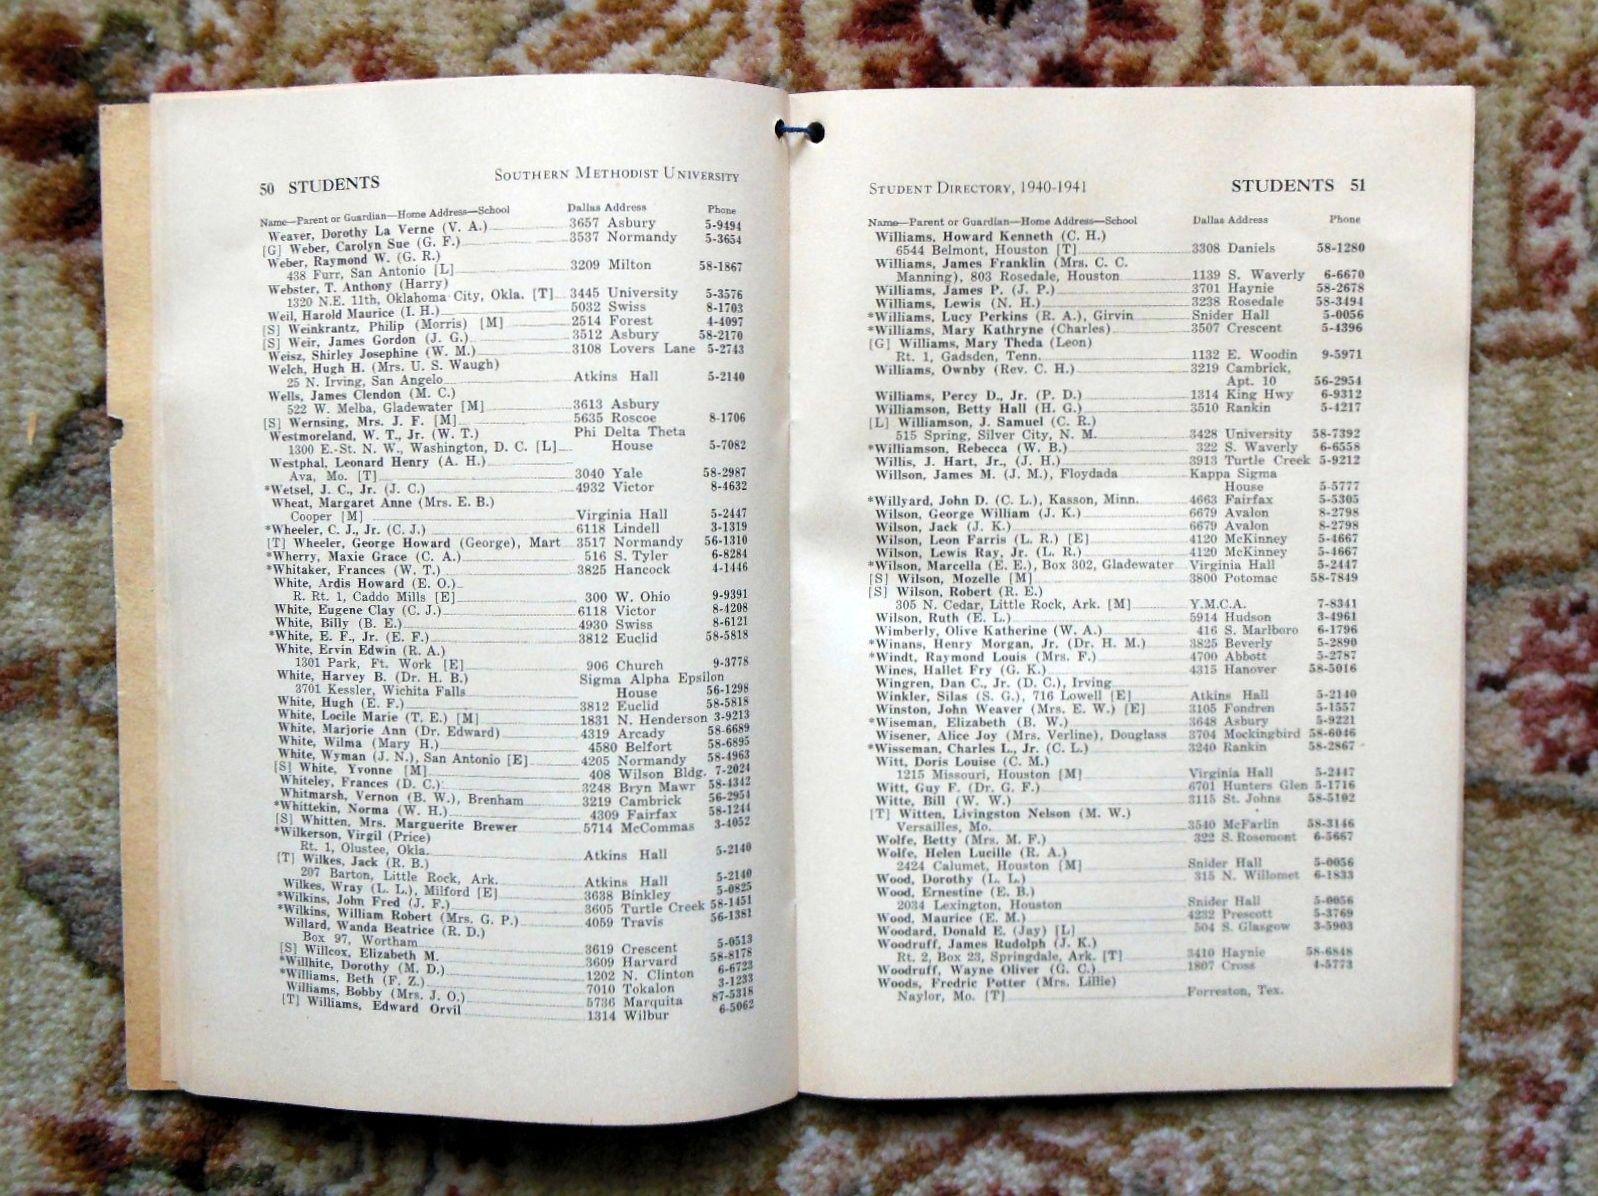 50 STUDENTS SOUTHERN METHODIST UNIVERSITY
Name—Parent or Guardian—Home Address—School Dallas Address Phone
Weaver, Dorothy La Verne (V. A.) 3657 Asbury 5-9494
[G] Weber, Carolyn Sue (G. F.) 3537 Normandy 5-3654
Weber, Raymond W. (G. R.)
438 Furr, San Antonio [L] 3209 Milton 58-1867
Webster, T. Anthony (Harry)
1320 N.E. 11th, Oklahoma City, Okla. [T] 3445 University 5-3576
Weil, Harold Maurice (I. H.) 5032 Swiss 8-1703
[S] Weinkrantz, Philip (Morris) [M] 2514 Forest 4-4097
[S] Weir, James Gordon (J. G.) 3512 Asbury 58-2170
Weisz, Shirley Josephine (W. M.) 3108 Lovers Lane 5-2743
Welch, Hugh H. (Mrs. U. S. Waugh)
25 N. Irving, San Angelo Atkins Hall 5-2140
Wells, James Clendon (M. C.)
522 W. Melba, Gladewater [M] 3613 Asbury
[S] Wernsing, Mrs. J. F. [M] 5635 Roscoe 8-1706
Westmoreland, W. T., Jr. (W. T.) Phi Delta Theta
1300 E.-St. N. W., Washington, D. C. [L] House 5-7082
Westphal, Leonard Henry (A. H.)
Ava, Mo. [T] 3040 Yale 58-2987
*Wetsel, J. C., Jr. (J. C.) 4932 Victor 8-4632
Wheat, Margaret Anne (Mrs. E. B.)
Cooper [M] Virginia Hall 5-2447
*Wheeler, C. J., Jr. (C. J.) 6118 Lindell 3-1319
[T] Wheeler, George Howard (George), Mart 3517 Normandy 56-1310
*Wherry, Maxie Grace (C. A.) 516 S. Tyler 6-8284
*Whitaker, Frances (W. T.) 3825 Hancock 4-1446
White, Ardis Howard (E. O.)
R. Rt. 1, Caddo Mills [E] 300 W. Ohio 9-9391
White, Eugene Clay (C. J.) 6118 Victor 8-4208
White, Billy (B. E.) 4930 Swiss 8-6121
*White, E. F., Jr. (E. F.) 3812 Euclid 58-5818
White, Ervin Edwin (R. A.)
1301 Park, Ft. Work [E] 906 Church 9-3778
White, Harvey B. (Dr. H. B.) Sigma Alpha Epsilon
3701 Kessler, Wichita Falls House 56-1298
White, Hugh (E. F.) 3812 Euclid 58-5818
White, Locile Marie (T. E.) [M] 1831 N. Henderson 3-9213
White, Marjorie Ann (Dr. Edward) 4319 Arcady 58-6689
White, Wilma (Mary H.) 4580 Belfort 58-6895
White, Wyman (J. N.), San Antonio [E] 4205 Normandy 58-4963
[S] White, Yvonne [M] 408 Wilson Bldg. 7-2024
Whiteley, Frances (D. C.) 3248 Bryn Mawr 58-4342
Whitmarsh, Vernon (B. W.), Brenham 3219 Cambrick 56-2954
*Whittekin, Norma (W. H.) 4309 Fairfax 58-1244
[S] Whitten, Mrs. Marguerite Brewer 5714 McCommas 3-4052
*Wilkerson, Virgil (Price)
Rt. 1, Olustee, Okla. Atkins Hall 5-2140
[T] Wilkes, Jack (R. B.)
207 Barton, Little Rock, Ark. Atkins Hall 5-2140
Wilkes, Wray (L. L.), Milford [E] 3638 Binkley 5-0825
*Wilkins, John Fred (J. F.) 3605 Turtle Creek 58-1451
*Wilkins, William Robert (Mrs. G. P.) 4059 Travis 56-1381
Willard, Wanda Beatrice (R. D.)
Box 97, Wortham 3619 Crescent 5-0513
[S] Willcox, Elizabeth M. 3609 Harvard 58-8178
*Willhite, Dorothy (M. D.) 1202 N. Clinton 6-6723
*Williams, Beth (F. Z.) 7010 Tokalon 3-1233
Williams, Bobby (Mrs. J. O.) 5736 Marquita 87-5318
[T] Williams, Edward Orvil 1314 Wilbur 6-5062
STUDENT DIRECTORY, 1940-1941 STUDENTS 51
Name—Parent or Guardian—Home Address—School Dallas Address Phone
Williams, Howard Kenneth (C. H.)
6544 Belmont, Houston [T] 3308 Daniels 58-1280
Williams, James Franklin (Mrs. C. C.
Manning), 803 Rosedale, Houston 1139 S. Waverly 6-6670
Williams, James P. (J. P.) 3701 Haynie 58-2678
Williams, Lewis (N. H.) 3238 Rosedale 58-3494
*Williams, Lucy Perkins (R. A.), Girvin Snider Hall 5-0056
*Williams, Mary Kathryne (Charles) 3507 Crescent 5-4396
[G] Williams, Mary Theda (Leon)
Rt. 1, Gadsden, Tenn. 1132 E. Woodin 9-5971
Williams, Ownby (Rev. C. H.) 3219 Cambrick,
Apt. 10 56-2954
Williams, Percy D., Jr. (P. D.) 1314 King Hwy 6-9312
Williamson, Betty Hall (H. G.) 3510 Rankin 5-4217
[L] Williamson, J. Samuel (C. R.)
515 Spring, Silver City, N. M. 3428 University 58-7392
*Williamson, Rebecca (W. B.) 322 S. Waverly 6-6558
Willis, J. Hart, Jr., (J. H.) 3913 Turtle Creek 5-9212
Willson, James M. (J. M.), Floydada Kappa Sigma
House 5-5777
*Willyard, John D. (C. L.), Kasson, Minn. 4663 Fairfax 5-5305
Wilson, George William (J. K.) 6679 Avalon 8-2798
Wilson, Jack (J. K.) 6679 Avalon 8-2798
Wilson, Leon Farris (L. R.) [E] 4120 McKinney 5-4667
Wilson, Lewis Ray, Jr. (L. R.) 4120 McKinney 5-4667
*Wilson, Marcella (E. E.), Box 302, Gladewater Virginia Hall 5-2447
[S] Wilson, Mozelle [M] 3800 Potomac 58-7849
[S] Wilson, Robert (R. E.)
305 N. Cedar, Little Rock, Ark. [M] Y.M.C.A. 7-8341
Wilson, Ruth (E. L.) 5914 Hudson 3-4961
Wimberly, Olive Katherine (W. A.) 416 S. Marlboro 6-1796
*Winans, Henry Morgan, Jr. (Dr. H. M.) 3825 Beverly 5-2890
*Windt, Raymond Louis (Mrs. F.) 4700 Abbott 5-2787
Wines, Hallet Fry (G. K.) 4315 Hanover 58-5016
Wingren, Dan C., Jr. (D. C.), Irving
Winkler, Silas (S. G.), 716 Lowell [E] Atkins Hall 5-2140
Winston, John Weaver (Mrs. E. W.) [E] 3105 Fondren 5-1557
*Wiseman, Elizabeth (B. W.) 3648 Asbury 5-9221
Wisener, Alice Joy (Mrs. Verline), Douglass 3704 Mockingbird 58-6046
*Wisseman, Charles L., Jr. (C. L.) 3240 Rankin 58-2867
Witt, Doris Louise (C. M.)
1215 Missouri, Houston [M] Virginia Hall 5-2447
Witt, Guy F. (Dr. G. F.) 6701 Hunters Glen 5-1716
Witte, Bill (W. W.) 3115 St. Johns 58-5102
[T] Witten, Livingston Nelson (M. W.)
Versailles, Mo. 3540 McFarlin 58-3146
Wolfe, Betty (Mrs. M. F.) 322 S. Rosemont 6-5667
Wolfe, Helen Lucille (R. A.)
2424 Calumet, Houston [M] Snider Hall 5-0056
Wood, Dorothy (L. L.) 315 N. Willomet 6-1833
Wood, Ernestine (E. B.)
2034 Lexington, Houston Snider Hall 5-0056
Wood, Maurice (E. M.) 4232 Prescott 5-3769
Woodard, Donald E. (Jay) [L] 504 S. Glasgow 3-5903
Woodruff, James Rudolph (J. K.)
Rt. 2, Box 23, Springdale, Ark. [T] 3410 Haynie 58-6848
Woodruff, Wayne Oliver (G. C.) 1807 Cross 4-5773
Woods, Fredric Potter (Mrs. Lillie)
Naylor, Mo. [T] Forreston, Tex.